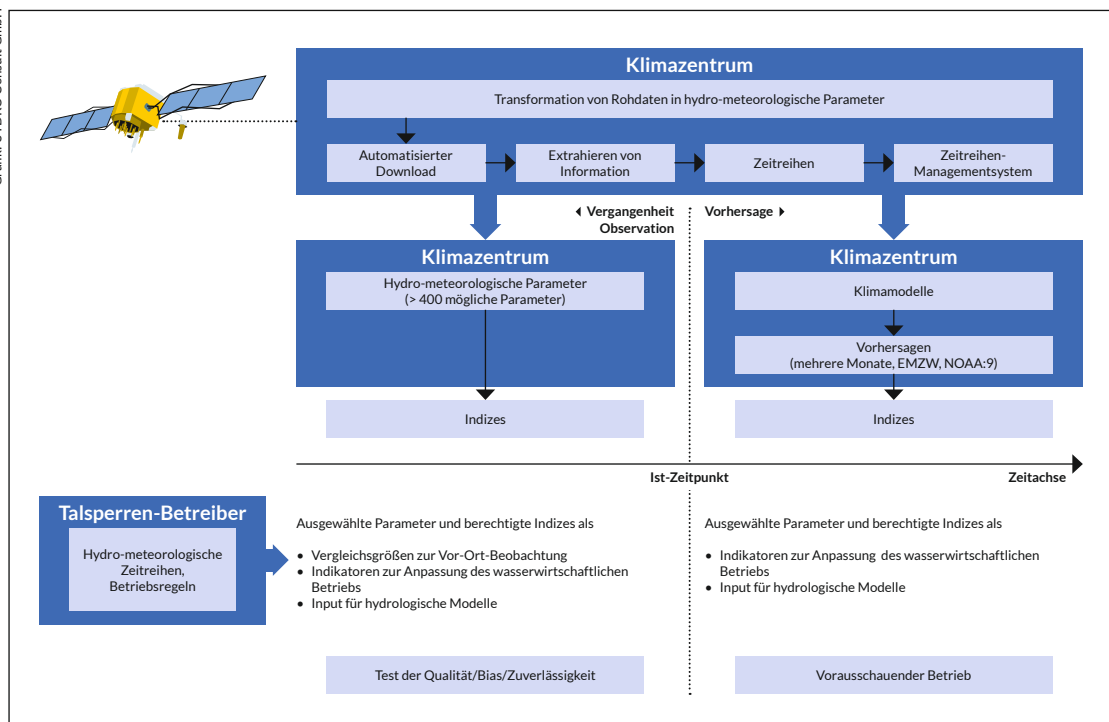 Klimazentrum
Transformation von Rohdaten in hydro-meteorologische Parameter
Automatisierter
Download
Extrahieren von
Information
Zeitreihen
Zeitreihen-
Managementsystem
Vergangenheit
Observation
Vorhersage
Klimazentrum
Hydro-meteorologische Parameter
(> 400 mögliche Parameter)
Indizes
Klimazentrum
Klimamodelle
Vorhersagen
(mehrere Monate, EMZW, NOAA:9)
Indizes
Ist-Zeitpunkt
Zeitachse
Talsperren-Betreiber
Hydro-meteorologische
Zeitreihen,
Betriebsregeln
Ausgewählte Parameter und berechtigte Indizes als
• Vergleichsgrößen zur Vor-Ort-Beobachtung
• Indikatoren zur Anpassung des wasserwirtschaftlichen
Betriebs
• Input für hydrologische Modelle
Test der Qualität/Bias/Zuverlässigkeit
Ausgewählte Parameter und berechtigte Indizes als
• Indikatoren zur Anpassung des wasserwirtschaftlichen
Betriebs
• Input für hydrologische Modelle
Vorausschauender Betrieb